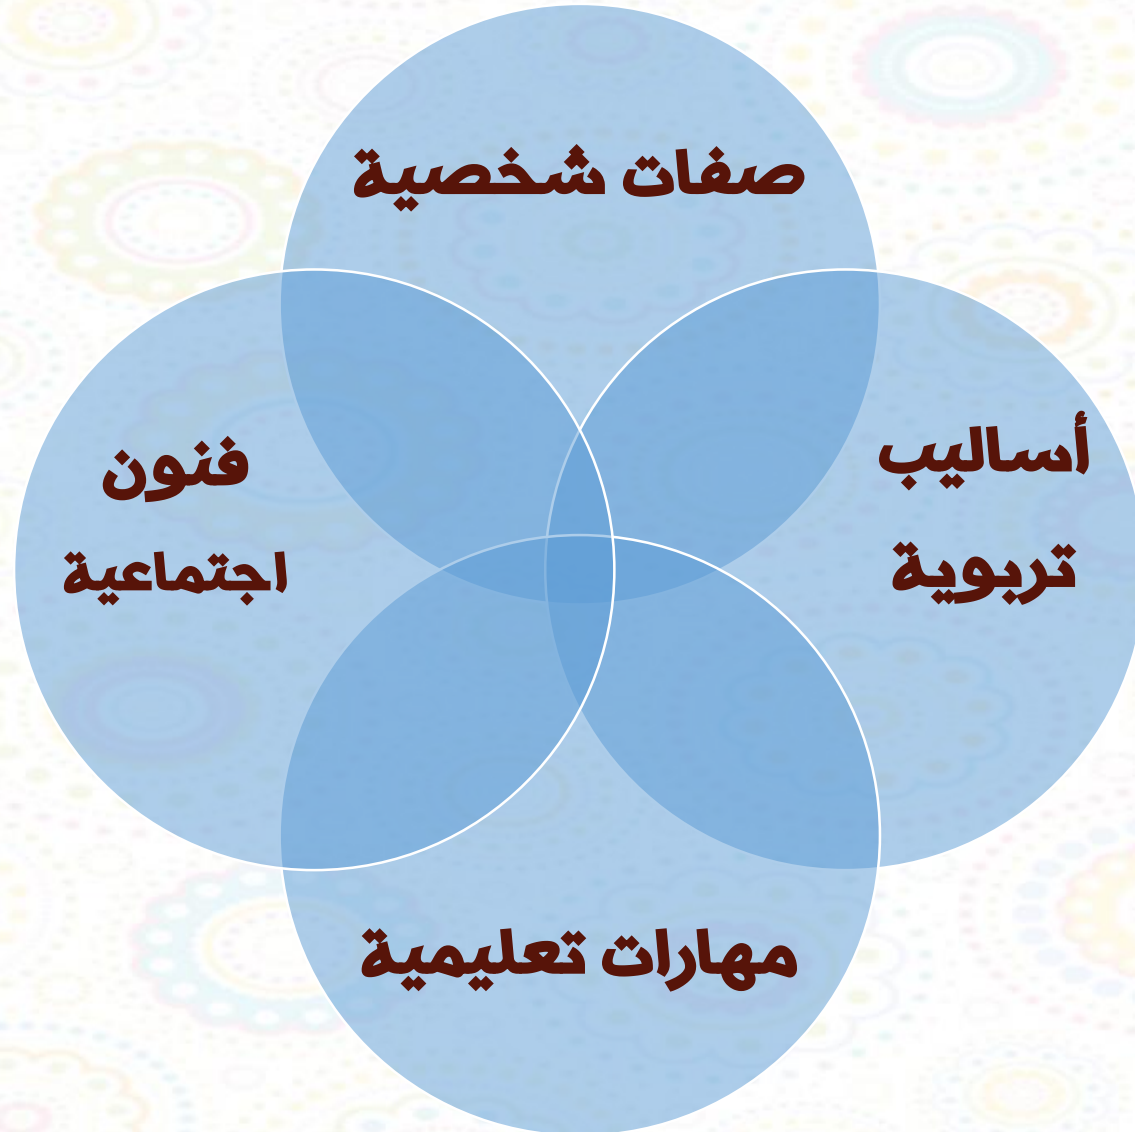 صفات شخصية
أساليب
تربوية
فنون
اجتماعية
مهارات تعليمية